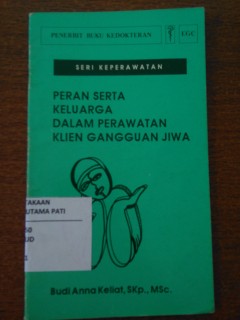 PENERBIT BUKU KEDOKTERAN
EGC
SERI KEPERAWATAN
PERAN SERTA
KELUARGA
DALAM PERAWATAN
KLIEN GANGGUAN JIWA
TAKAAN
UTAMA PATI
Budi Anna Keliat, SKp., MSc.